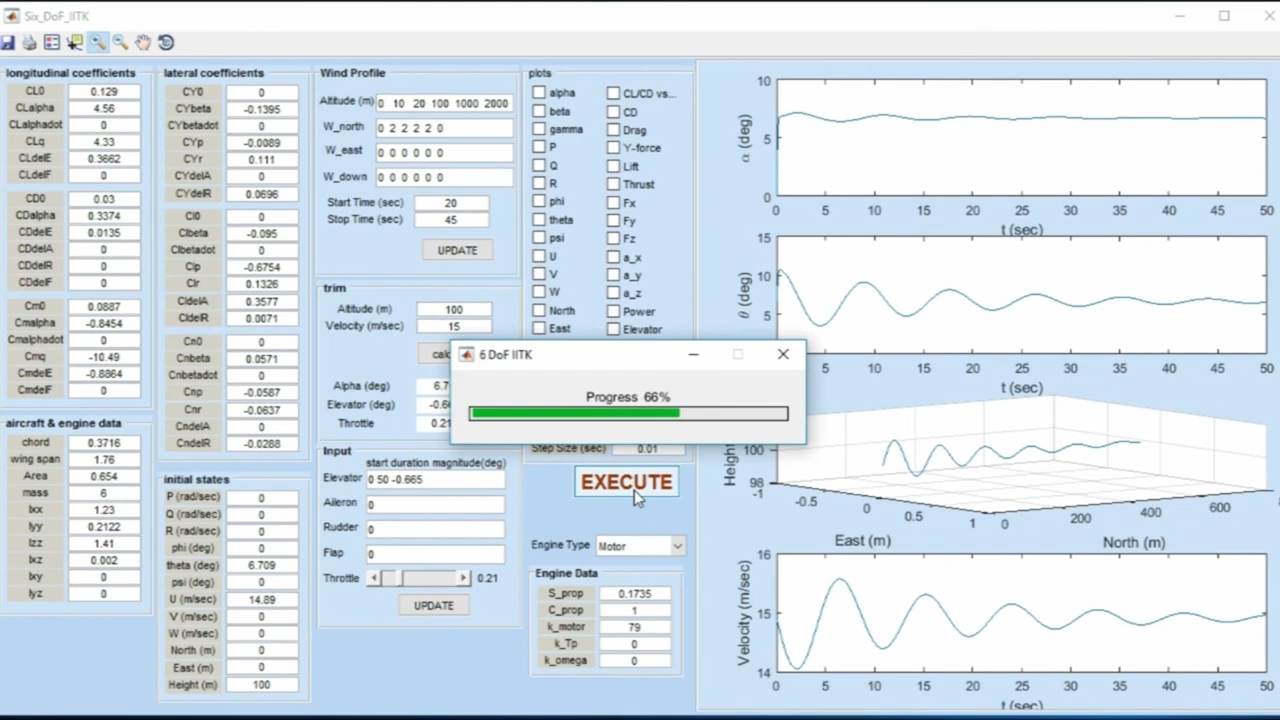 Six_DoF_IITK
longitudinal coefficients
CL0 0.129
CLalpha 4.56
CLalphadot 0
CLq 4.33
CLdelE 0.3662
CLdelF 0
CD0 0.03
CDalpha 0.3374
CDdelE 0.0135
CDdelA 0
CDdelR 0
CDdelF 0
Cm0 0.0887
Cmalpha -0.8454
Cmalphadot 0
Cmq -10.49
CmdelE -0.8864
CmdelF 0
aircraft & engine data
chord 0.3716
wing span 1.76
Area 0.654
mass 6
Ixx 1.23
Iyy 0.2122
Izz 1.41
Ixz 0.002
Ixy 0
Iyz 0
lateral coefficients
CY0 0
CYbeta -0.1395
CYbetadot 0
CYp -0.0089
CYr 0.111
CYdelA 0
CYdelR 0.0696
Cl0 0
Clbeta -0.095
Clbetadot 0
Clp -0.6754
Clr 0.1326
CldelA 0.3577
CldelR 0.0071
Cn0 0
Cnbeta 0.0571
Cnbetadot 0
Cnp -0.0587
Cnr -0.0637
CndelA 0
CndelR -0.0288
initial states
P (rad/sec) 0
Q (rad/sec) 0
R (rad/sec) 0
phi (deg) 0
theta (deg) 6.709
psi (deg) 0
U (m/sec) 14.89
V (m/sec) 0
W (m/sec) 0
North (m) 0
East (m) 0
Height (m) 100
Wind Profile
Altitude (m) 0 10 20 100 1000 2000
W_north 0 2 2 2 2 0
W_east 0 0 0 0 0 0
W_down 0 0 0 0 0 0
Start Time (sec) 20
Stop Time (sec) 45
UPDATE
trim
Altitude (m) 100
Velocity (m/sec) 15
calc
Alpha (deg) 6.7
Elevator (deg) -0.6
Throttle 0.21
Input
start duration magnitude(deg)
Elevator 0 50 -0.665
Aileron 0
Rudder 0
Flap 0
Throttle 0.21
UPDATE
plots
alpha CL/CD vs...
beta CD
gamma Drag
P Y-force
Q Lift
R Thrust
phi Fx
theta Fy
psi Fz
U a_x
V a_y
W a_z
North Power
East Elevator
6 DoF IITK
Progress 66%
Step Size (sec) 0.01
EXECUTE
Engine Type Motor
Engine Data
S_prop 0.1735
C_prop 1
k_motor 79
k_Tp 0
k_omega 0
α (deg)
10
5
0
0 5 10 15 20 25 30 35 40 45 50
t (sec)
θ (deg)
15
10
5
5 10 15 20 25 30 35 40 45 50
t (sec)
Height
100
98
-1 -0.5 0 0.5 1
0 200 400 600
East (m)
North (m)
Velocity (m/sec)
16
15
14
0 5 10 15 20 25 30 35 40 45 50
t (sec)